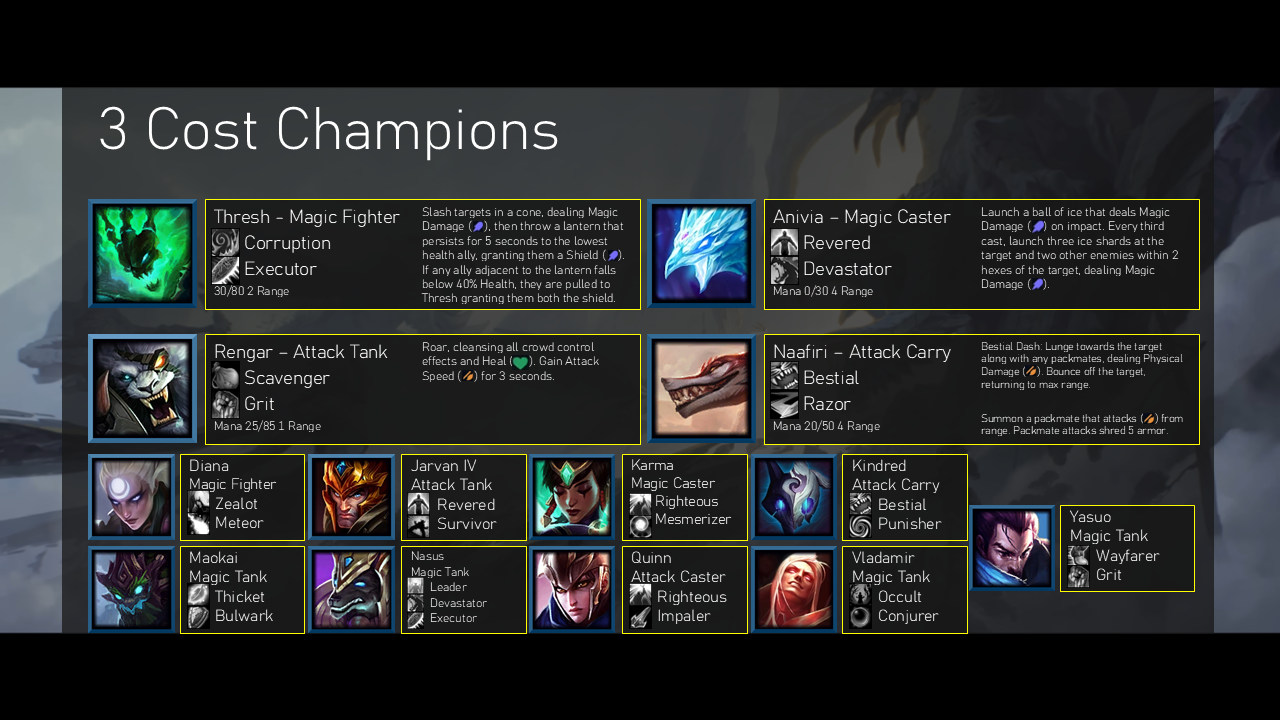 3 Cost Champions
Thresh - Magic Fighter
Corruption
Executor
30/80 2 Range
Slash targets in a cone, dealing Magic
Damage ( ), then throw a lantern that
persists for 5 seconds to the lowest
health ally, granting them a Shield ( ).
If any ally adjacent to the lantern falls
below 40% Health, they are pulled to
Thresh granting them both the shield.
Anivia – Magic Caster
Revered
Devastator
Mana 0/30 4 Range
Launch a ball of ice that deals Magic
Damage ( ) on impact. Every third
cast, launch three ice shards at the
target and two other enemies within 2
hexes of the target, dealing Magic
Damage ( ).
Rengar – Attack Tank
Scavenger
Grit
Mana 25/85 1 Range
Roar, cleansing all crowd control
effects and Heal ( ). Gain Attack
Speed ( ) for 3 seconds.
Naafiri – Attack Carry
Bestial
Razor
Mana 20/50 4 Range
Bestial Dash: Lunge towards the target
along with any packmates, dealing Physical
Damage ( ). Bounce off the target,
returning to max range.
Summon a packmate that attacks ( ) from
range. Packmate attacks shred 5 armor.
Diana
Magic Fighter
Zealot
Meteor
Jarvan IV
Attack Tank
Revered
Survivor
Karma
Magic Caster
Righteous
Mesmerizer
Kindred
Attack Carry
Bestial
Punisher
Yasuo
Magic Tank
Wayfarer
Grit
Maokai
Magic Tank
Thicket
Bulwark
Nasus
Magic Tank
Leader
Devastator
Executor
Quinn
Attack Caster
Righteous
Impaler
Vladamir
Magic Tank
Occult
Conjurer